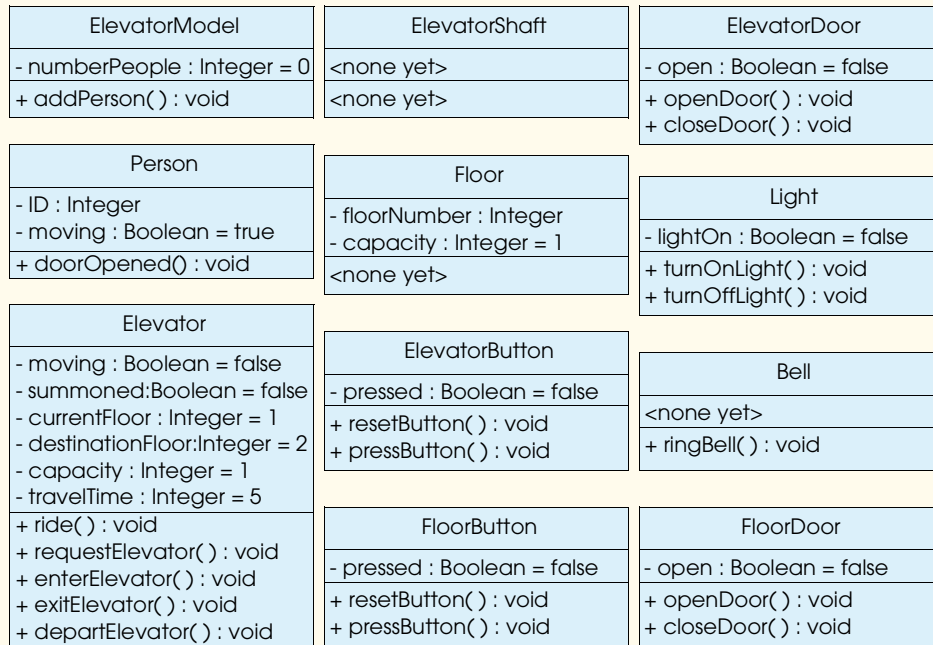 ElevatorModel
- numberPeople : Integer = 0
+ addPerson( ) : void
Person
- ID : Integer
- moving : Boolean = true
+ doorOpened() : void
Elevator
- moving : Boolean = false
- summoned:Boolean = false
- currentFloor : Integer = 1
- destinationFloor:Integer = 2
- capacity : Integer = 1
- travelTime : Integer = 5
+ ride( ) : void
+ requestElevator( ) : void
+ enterElevator( ) : void
+ exitElevator( ) : void
+ departElevator( ) : void
ElevatorShaft
<none yet>
<none yet>
Floor
- floorNumber : Integer
- capacity : Integer = 1
<none yet>
ElevatorButton
- pressed : Boolean = false
+ resetButton( ) : void
+ pressButton( ) : void
FloorButton
- pressed : Boolean = false
+ resetButton( ) : void
+ pressButton( ) : void
ElevatorDoor
- open : Boolean = false
+ openDoor( ) : void
+ closeDoor( ) : void
Light
- lightOn : Boolean = false
+ turnOnLight( ) : void
+ turnOffLight( ) : void
Bell
<none yet>
+ ringBell( ) : void
FloorDoor
- open : Boolean = false
+ openDoor( ) : void
+ closeDoor( ) : void